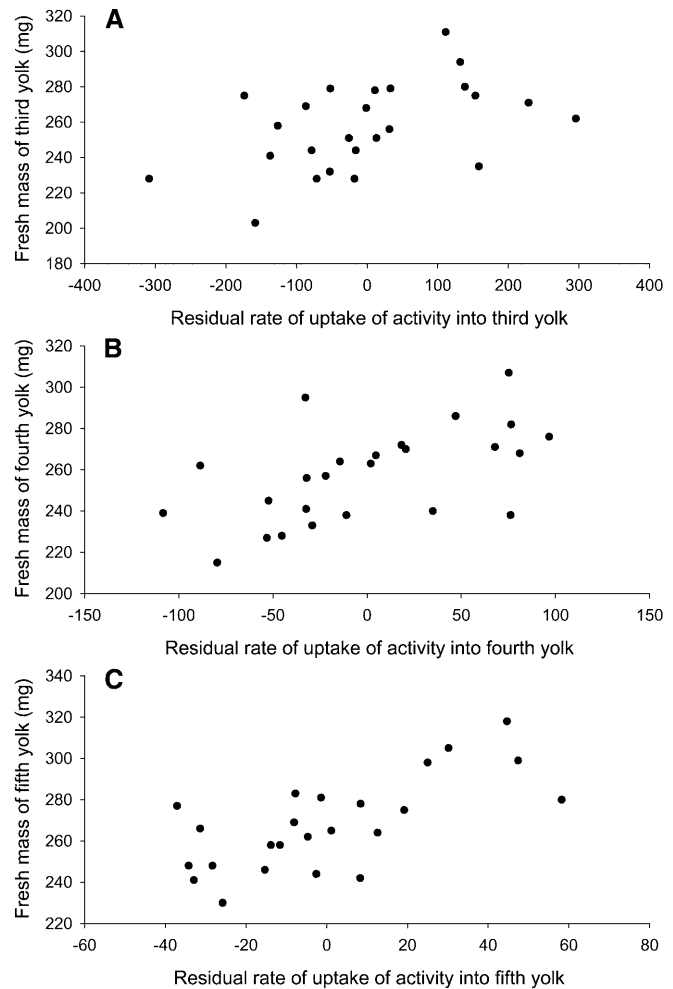 A
Fresh mass of third yolk (mg)
320
300
280
260
240
220
200
180
-400 -300 -200 -100 0 100 200 300 400
Residual rate of uptake of activity into third yolk
B
Fresh mass of fourth yolk (mg)
320
300
280
260
240
220
200
-150 -100 -50 0 50 100 150
Residual rate of uptake of activity into fourth yolk
C
Fresh mass of fifth yolk (mg)
340
320
300
280
260
240
220
-60 -40 -20 0 20 40 60 80
Residual rate of uptake of activity into fifth yolk